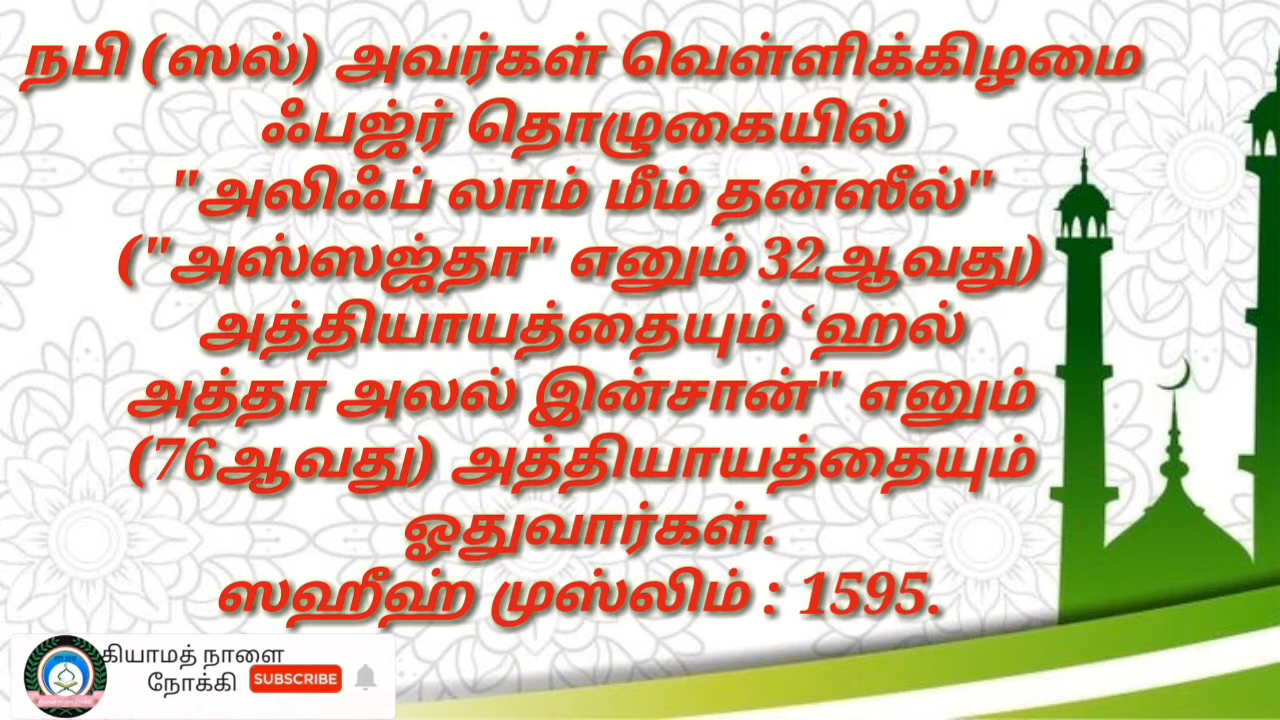 நபி (ஸல்) அவர்கள் வெள்ளிக்கிழமை
ஃபஜ்ர் தொழுகையில்
"அலிஃப் லாம் மீம் தன்ஸீல்"
("அஸ்ஸஜ்தா" எனும் 32ஆவது)
அத்தியாயத்தையும் ‘ஹல்
அத்தா அலல் இன்சான்" எனும்
(76ஆவது) அத்தியாயத்தையும்
ஓதுவார்கள்.
ஸஹீஹ் முஸ்லிம் : 1595.
கியாமத் நாளை
நோக்கி
SUBSCRIBE